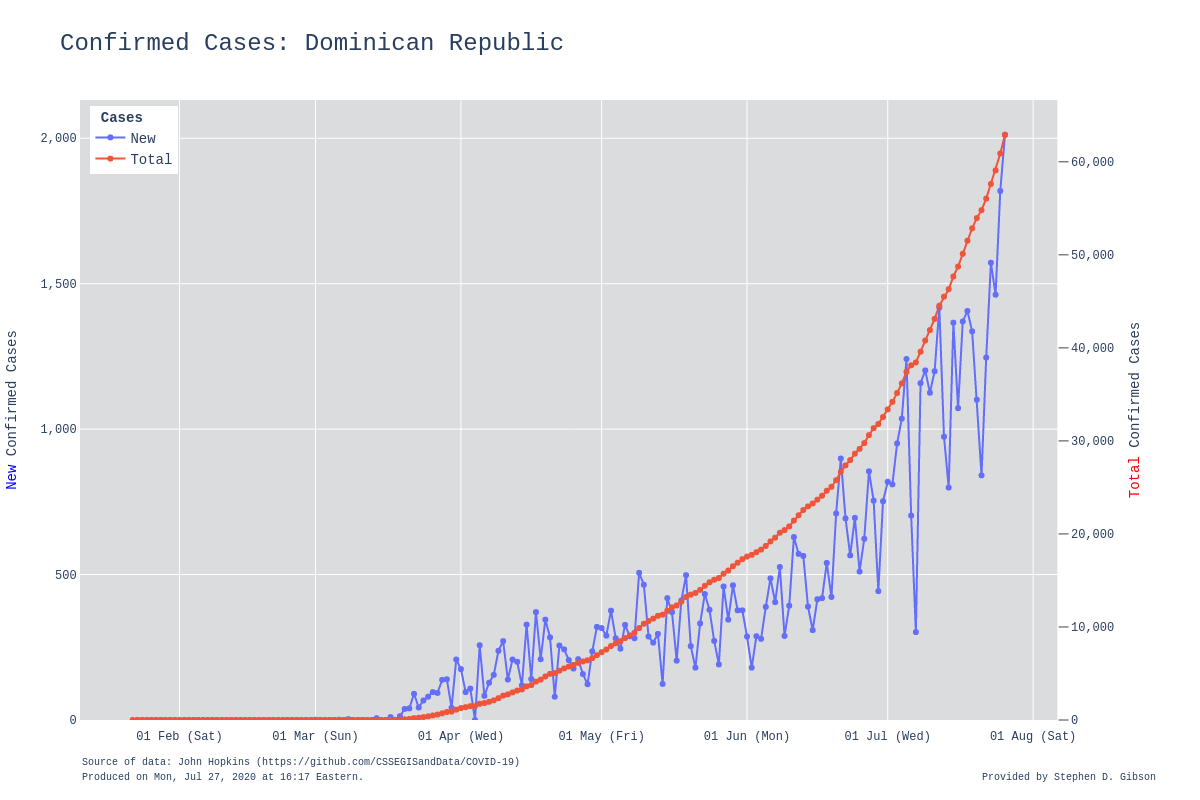 Confirmed Cases: Dominican Republic
Cases
New
Total
2,000
1,500
1,000
500
0
60,000
50,000
40,000
30,000
20,000
10,000
0
New Confirmed Cases
Total Confirmed Cases
01 Feb (Sat)
01 Mar (Sun)
01 Apr (Wed)
01 May (Fri)
01 Jun (Mon)
01 Jul (Wed)
01 Aug (Sat)
Source of data: John Hopkins (https://github.com/CSSEGISandData/COVID-19)
Produced on Mon, Jul 27, 2020 at 16:17 Eastern.
Provided by Stephen D. Gibson